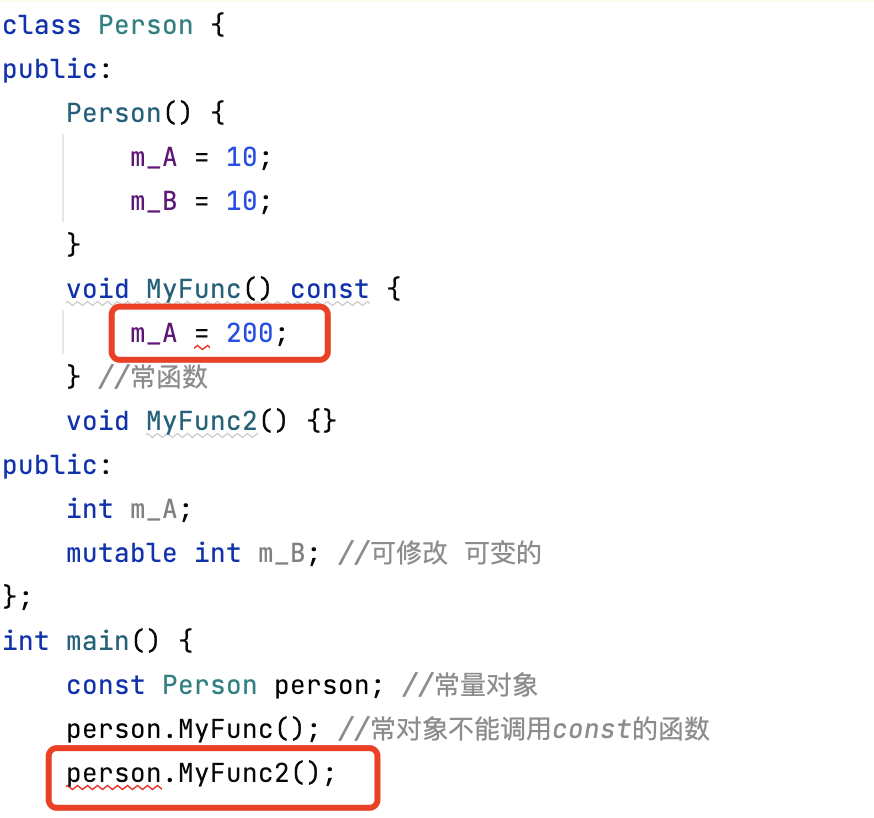 class Person {
public:
    Person() {
        m_A = 10;
        m_B = 10;
    }
    void MyFunc() const {
        m_A = 200;
    } //常函数
    void MyFunc2() {}
public:
    int m_A;
    mutable int m_B; //可修改 可变的
};
int main() {
    const Person person; //常量对象
    person.MyFunc(); //常对象不能调用const的函数
    person.MyFunc2();